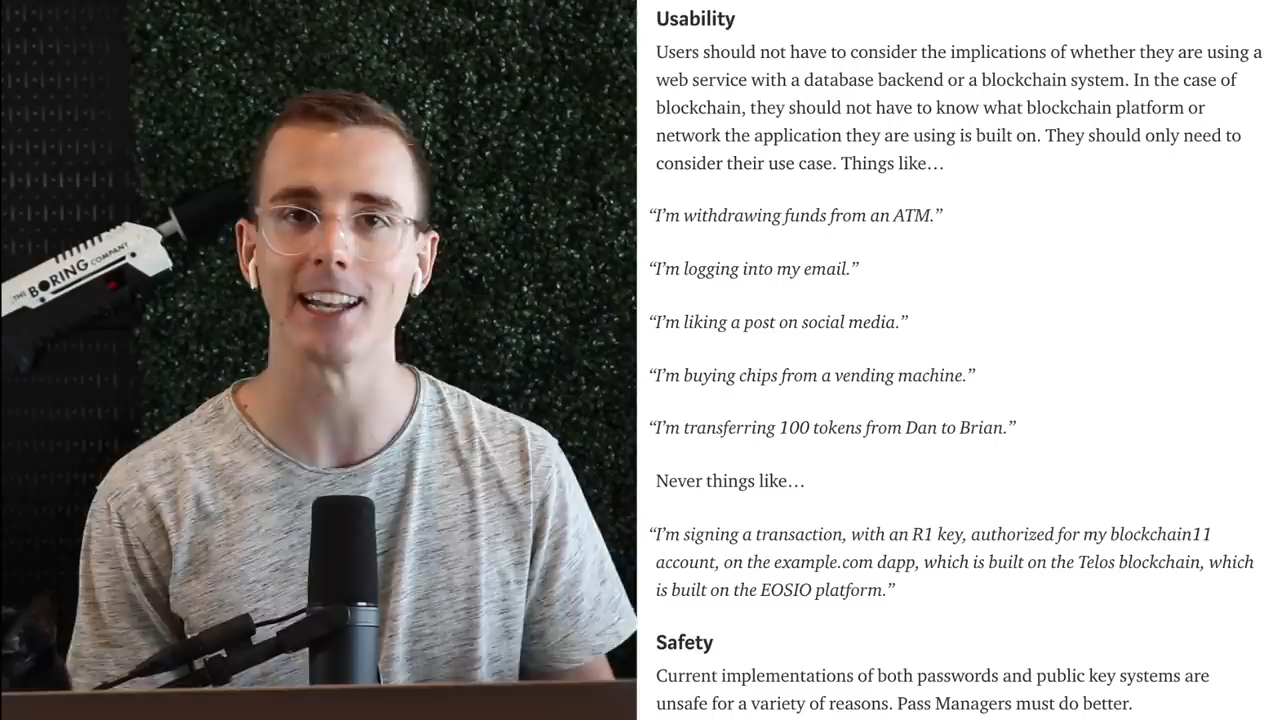 THE BORING COMPANY
Usability
Users should not have to consider the implications of whether they are using a
web service with a database backend or a blockchain system. In the case of
blockchain, they should not have to know what blockchain platform or
network the application they are using is built on. They should only need to
consider their use case. Things like…
“I’m withdrawing funds from an ATM.”
“I’m logging into my email.”
“I’m liking a post on social media.”
“I’m buying chips from a vending machine.”
“I’m transferring 100 tokens from Dan to Brian.”
Never things like…
“I’m signing a transaction, with an R1 key, authorized for my blockchain11
account, on the example.com dapp, which is built on the Telos blockchain, which
is built on the EOSIO platform.”
Safety
Current implementations of both passwords and public key systems are
unsafe for a variety of reasons. Pass Managers must do better.